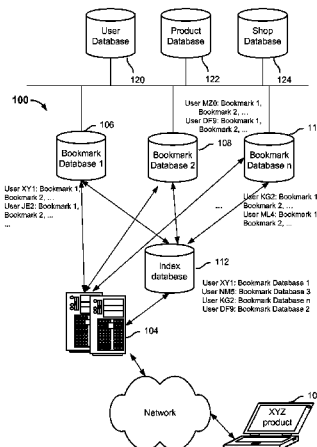 User
Database
Product
Database
Shop
Database
120
122
124
100
User MZ6: Bookmark 1,
Bookmark 2, ...
User DF9: Bookmark 1,
Bookmark 2, ...
106
Bookmark
Database 1
108
Bookmark
Database 2
11
Bookmark
Database n
User XY1: Bookmark 1,
Bookmark 2, ...
User JE2: Bookmark 1,
Bookmark 2, ...
...
...
User KG2: Bookmark 1
Bookmark 2, ...
User ML4: Bookmark 1
Bookmark 2, ...
Index
database
112
User XY1: Bookmark Database 1
User NM5: Bookmark Database 3
User KG2: Bookmark Database n
User DF9: Bookmark Database 2
104
Network
10
XYZ
product